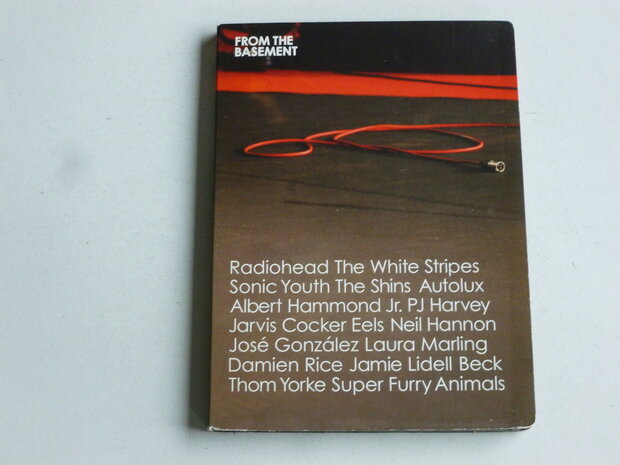 FROM THE
BASEMENT
Radiohead The White Stripes
Sonic Youth The Shins Autolux
Albert Hammond Jr. PJ Harvey
Jarvis Cocker Eels Neil Hannon
José González Laura Marling
Damien Rice Jamie Lidell Beck
Thom Yorke Super Furry Animals